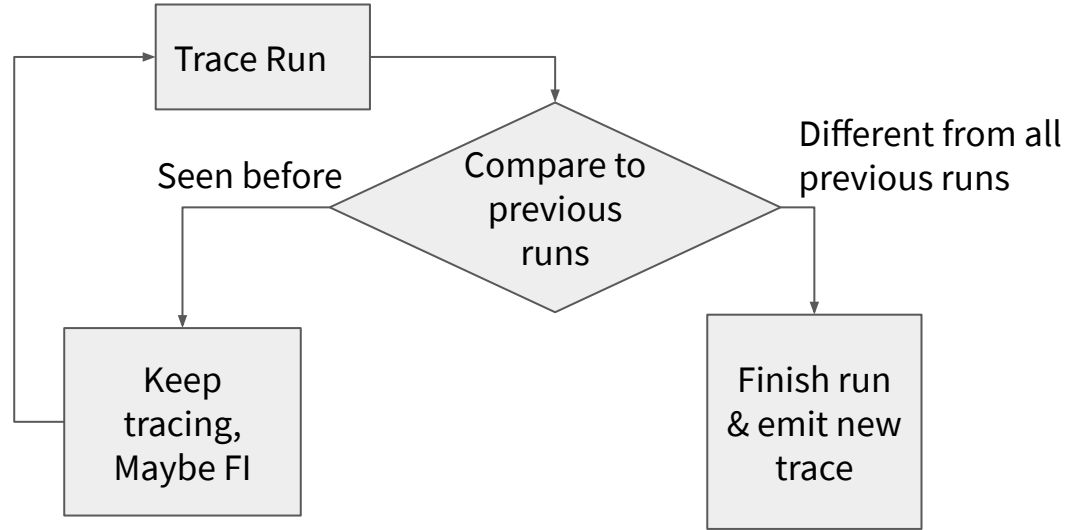 Trace Run
Compare to
previous
runs
Seen before
Different from all
previous runs
Keep
tracing,
Maybe FI
Finish run
& emit new
trace